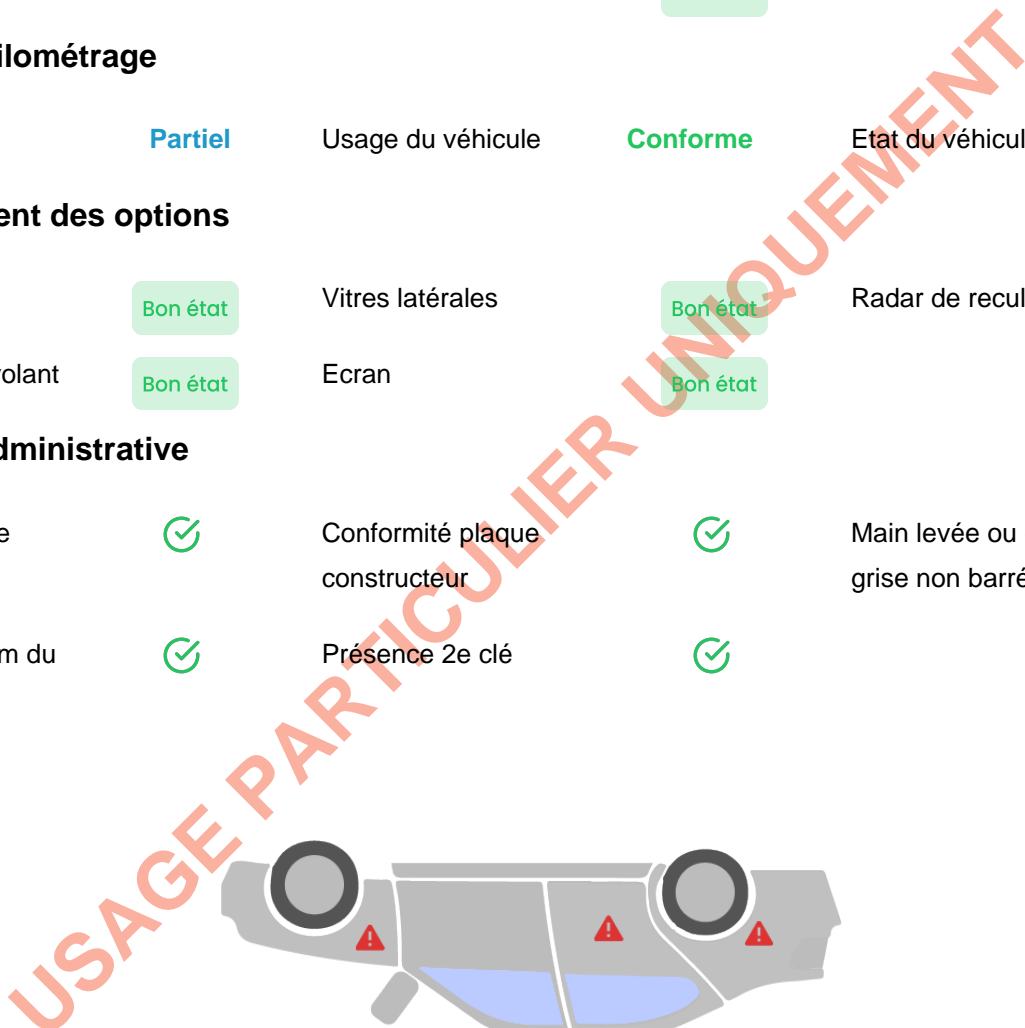 ilométrage
Partiel Usage du véhicule Conforme Etat du véhicul
ent des options
Bon état Vitres latérales Bon état Radar de recul
olant Bon état Ecran Bon état
dministrative
e Conformité plaque Main levée ou
constructeur grise non barré
m du Présence 2e clé
USAGE PARTICULIER UNIQUEMENT